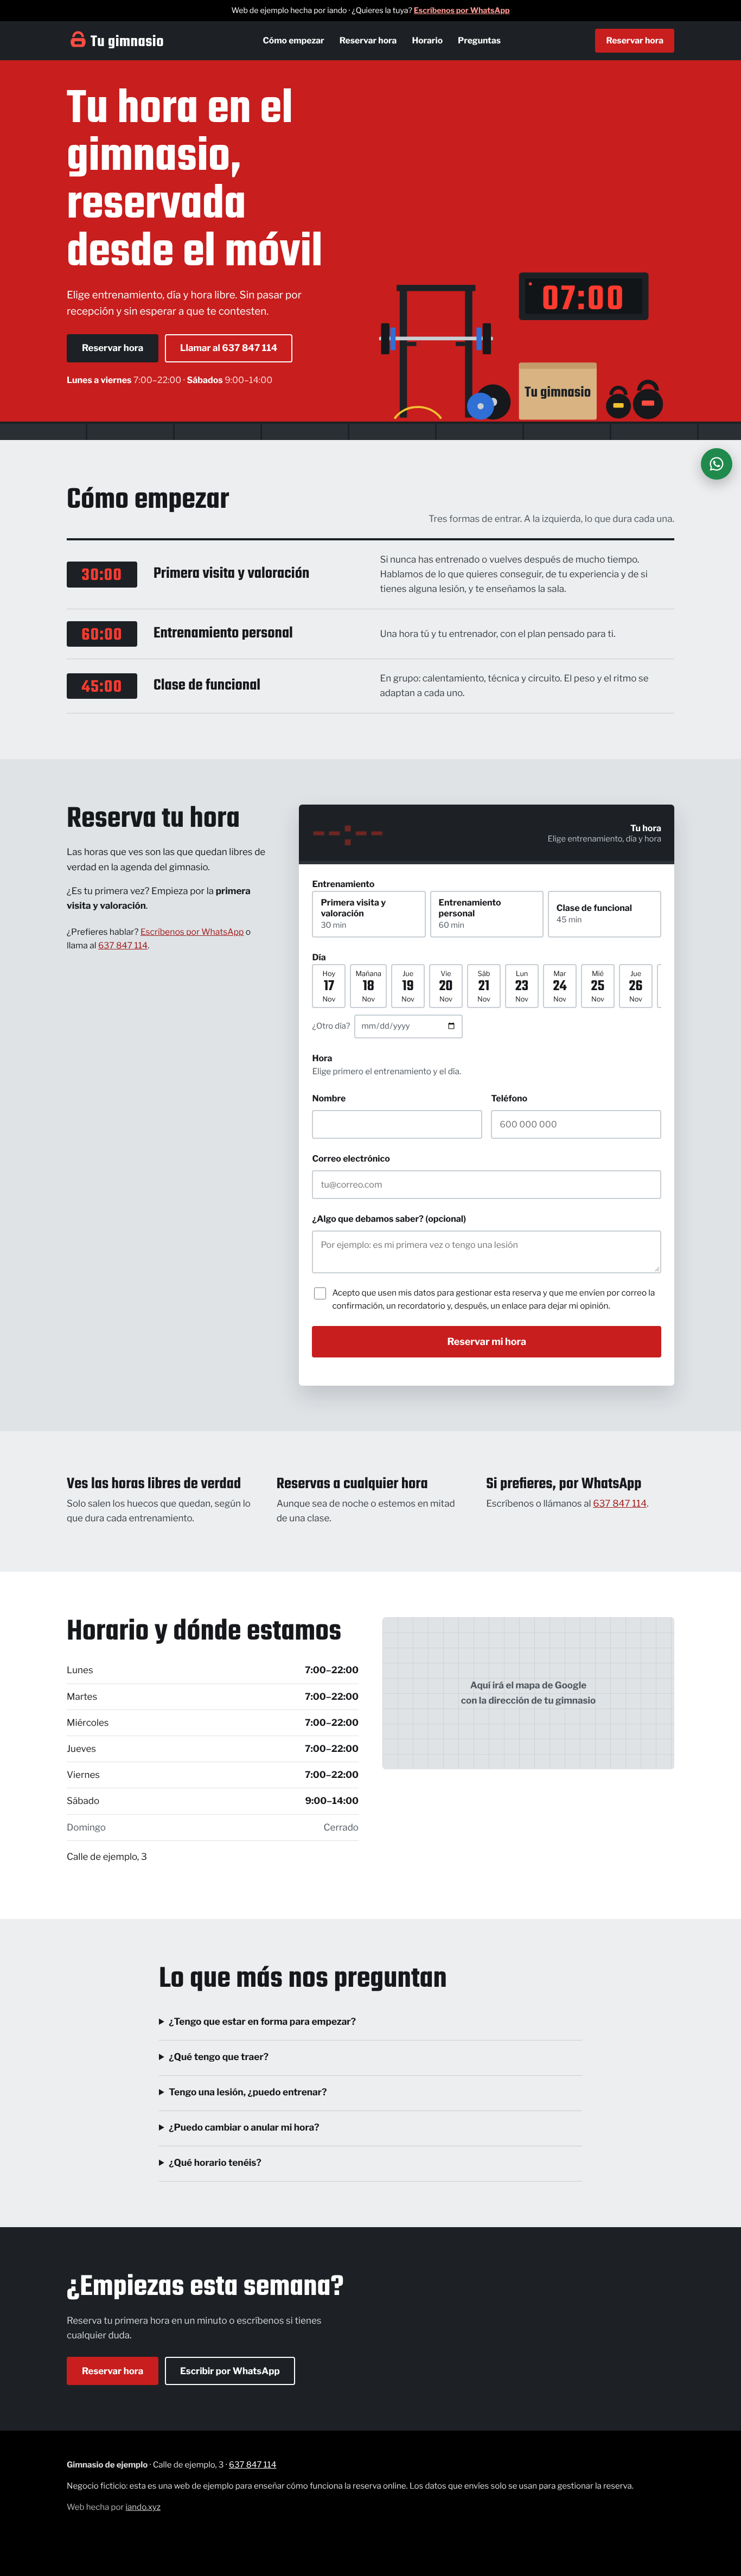 Web de ejemplo hecha por iando · ¿Quieres la tuya? Escríbenos por WhatsApp
Tu gimnasio
Cómo empezar
Reservar hora
Horario
Preguntas
Reservar hora
Tu hora en el
gimnasio,
reservada
desde el móvil
Elige entrenamiento, día y hora libre. Sin pasar por
recepción y sin esperar a que te contesten.
Reservar hora
Llamar al 637 847 114
Lunes a viernes 7:00–22:00 · Sábados 9:00–14:00
07:00
Tu gimnasio
Cómo empezar
Tres formas de entrar. A la izquierda, lo que dura cada una.
30:00
Primera visita y valoración
Si nunca has entrenado o vuelves después de mucho tiempo.
Hablamos de lo que quieres conseguir, de tu experiencia y de si
tienes alguna lesión, y te enseñamos la sala.
60:00
Entrenamiento personal
Una hora tú y tu entrenador, con el plan pensado para ti.
45:00
Clase de funcional
En grupo: calentamiento, técnica y circuito. El peso y el ritmo se
adaptan a cada uno.
Reserva tu hora
Las horas que ves son las que quedan libres de
verdad en la agenda del gimnasio.
¿Es tu primera vez? Empieza por la primera
visita y valoración.
¿Prefieres hablar? Escríbenos por WhatsApp o
llama al 637 847 114.
--:--
Tu hora
Elige entrenamiento, día y hora
Entrenamiento
Primera visita y
valoración
30 min
Entrenamiento
personal
60 min
Clase de funcional
45 min
Día
Hoy
17
Nov
Mañana
18
Nov
Jue
19
Nov
Vie
20
Nov
Sáb
21
Nov
Lun
23
Nov
Mar
24
Nov
Mié
25
Nov
Jue
26
Nov
¿Otro día?
mm/dd/yyyy
Hora
Elige primero el entrenamiento y el día.
Nombre
Teléfono
600 000 000
Correo electrónico
tu@correo.com
¿Algo que debamos saber? (opcional)
Por ejemplo: es mi primera vez o tengo una lesión
Acepto que usen mis datos para gestionar esta reserva y que me envíen por correo la
confirmación, un recordatorio y, después, un enlace para dejar mi opinión.
Reservar mi hora
Ves las horas libres de verdad
Solo salen los huecos que quedan, según lo
que dura cada entrenamiento.
Reservas a cualquier hora
Aunque sea de noche o estemos en mitad
de una clase.
Si prefieres, por WhatsApp
Escríbenos o llámanos al 637 847 114.
Horario y dónde estamos
Lunes 7:00–22:00
Martes 7:00–22:00
Miércoles 7:00–22:00
Jueves 7:00–22:00
Viernes 7:00–22:00
Sábado 9:00–14:00
Domingo Cerrado
Calle de ejemplo, 3
Aquí irá el mapa de Google
con la dirección de tu gimnasio
Lo que más nos preguntan
¿Tengo que estar en forma para empezar?
¿Qué tengo que traer?
Tengo una lesión, ¿puedo entrenar?
¿Puedo cambiar o anular mi hora?
¿Qué horario tenéis?
¿Empiezas esta semana?
Reserva tu primera hora en un minuto o escríbenos si tienes
cualquier duda.
Reservar hora
Escribir por WhatsApp
Gimnasio de ejemplo · Calle de ejemplo, 3 · 637 847 114
Negocio ficticio: esta es una web de ejemplo para enseñar cómo funciona la reserva online. Los datos que envíes solo se usan para gestionar la reserva.
Web hecha por iando.xyz